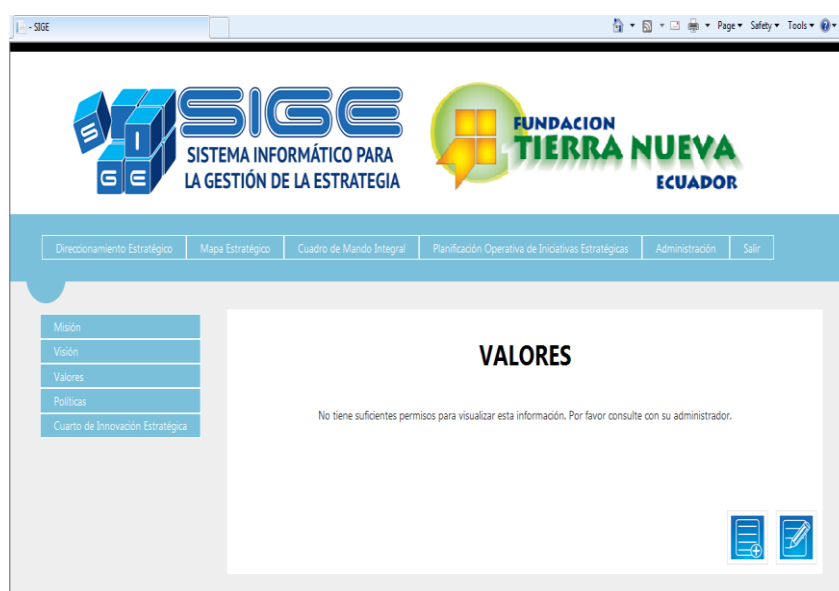 - SIGE
Page Safety Tools
S
I
G E
SIGE
SISTEMA INFORMÁTICO PARA
LA GESTIÓN DE LA ESTRATEGIA
FUNDACION
TIERRA NUEVA
ECUADOR
Direccionamiento Estratégico Mapa Estratégico Cuadro de Mando Integral Planificación Operativa de Iniciativas Estratégicas Administración Salir
Misión
Visión
Valores
Políticas
Cuarto de Innovación Estratégica
VALORES
No tiene suficientes permisos para visualizar esta información. Por favor consulte con su administrador.